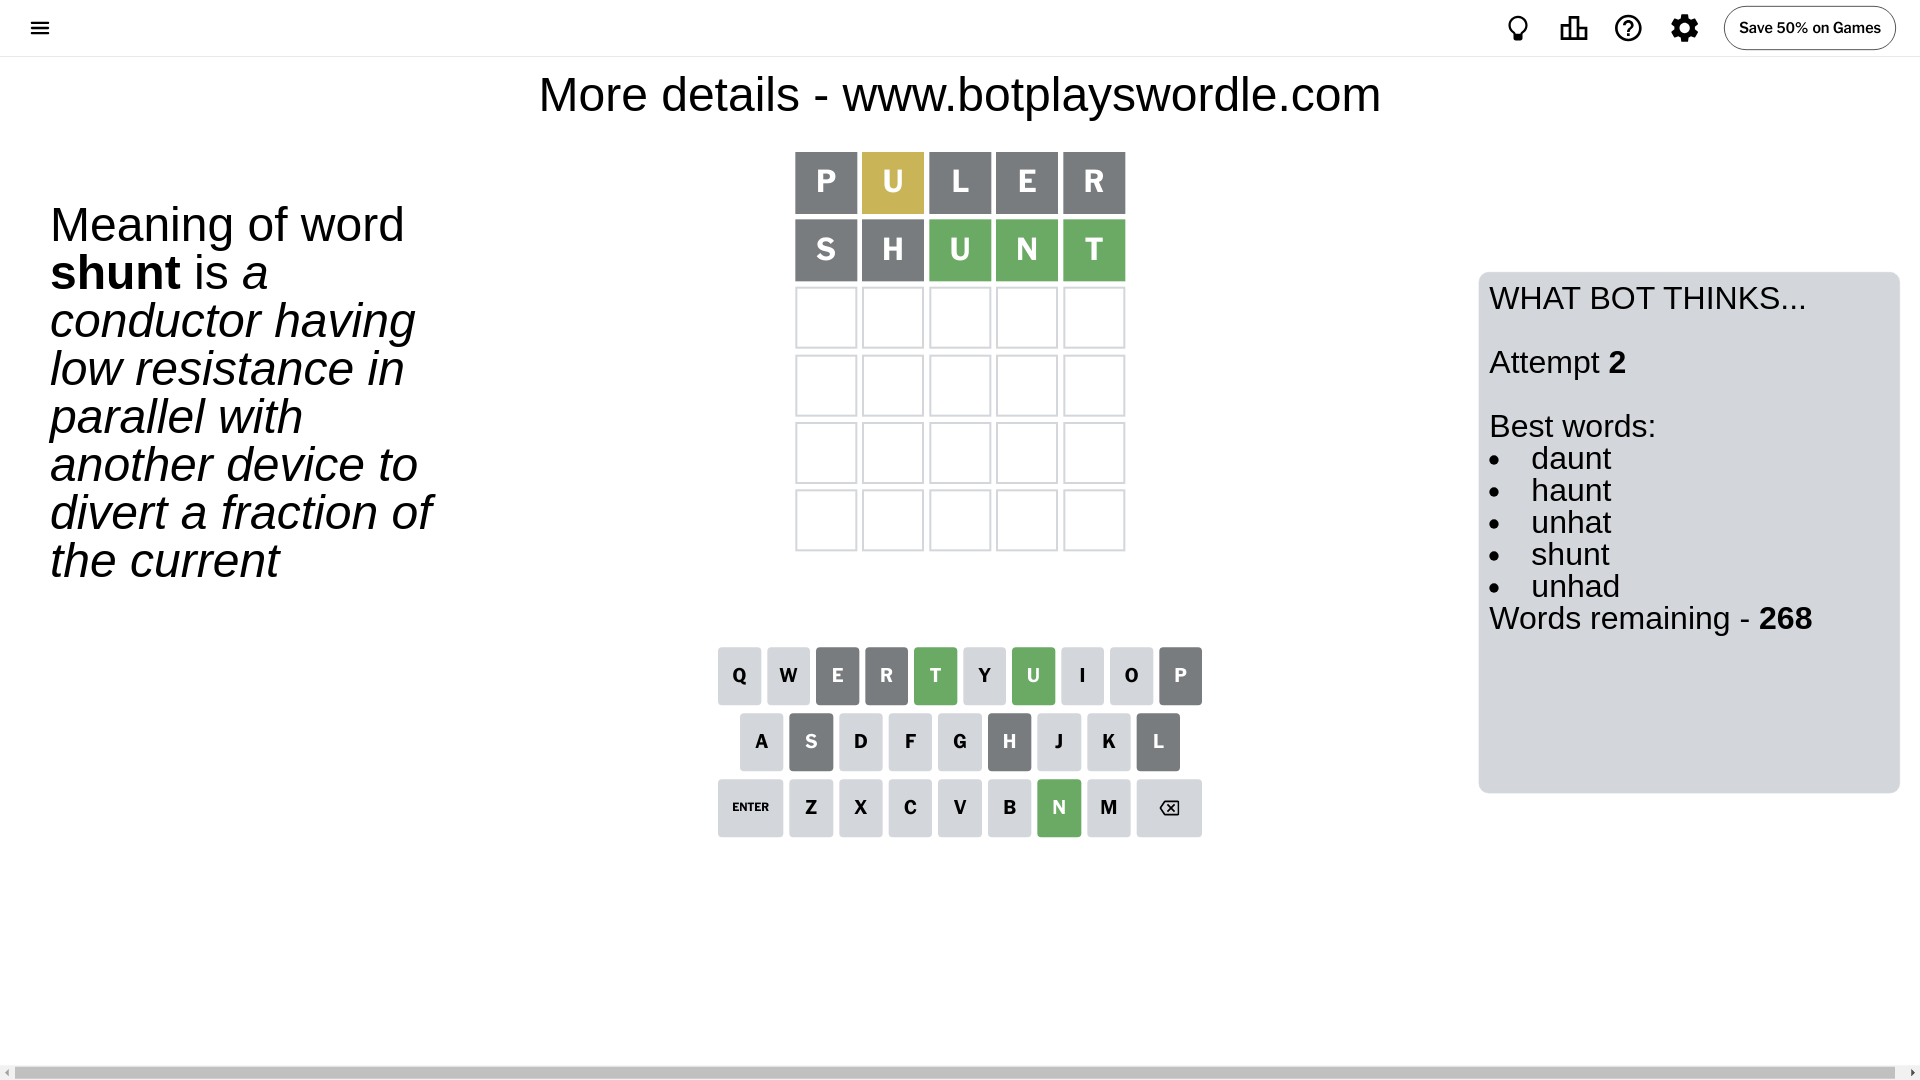 Save 50% on Games
More details - www.botplayswordle.com
Meaning of word
shunt is a
conductor having
low resistance in
parallel with
another device to
divert a fraction of
the current
P U L E R
S H U N T
WHAT BOT THINKS...
Attempt 2
Best words:
• daunt
• haunt
• unhat
• shunt
• unhad
Words remaining - 268
Q W E R T Y U I O P
A S D F G H J K L
ENTER Z X C V B N M